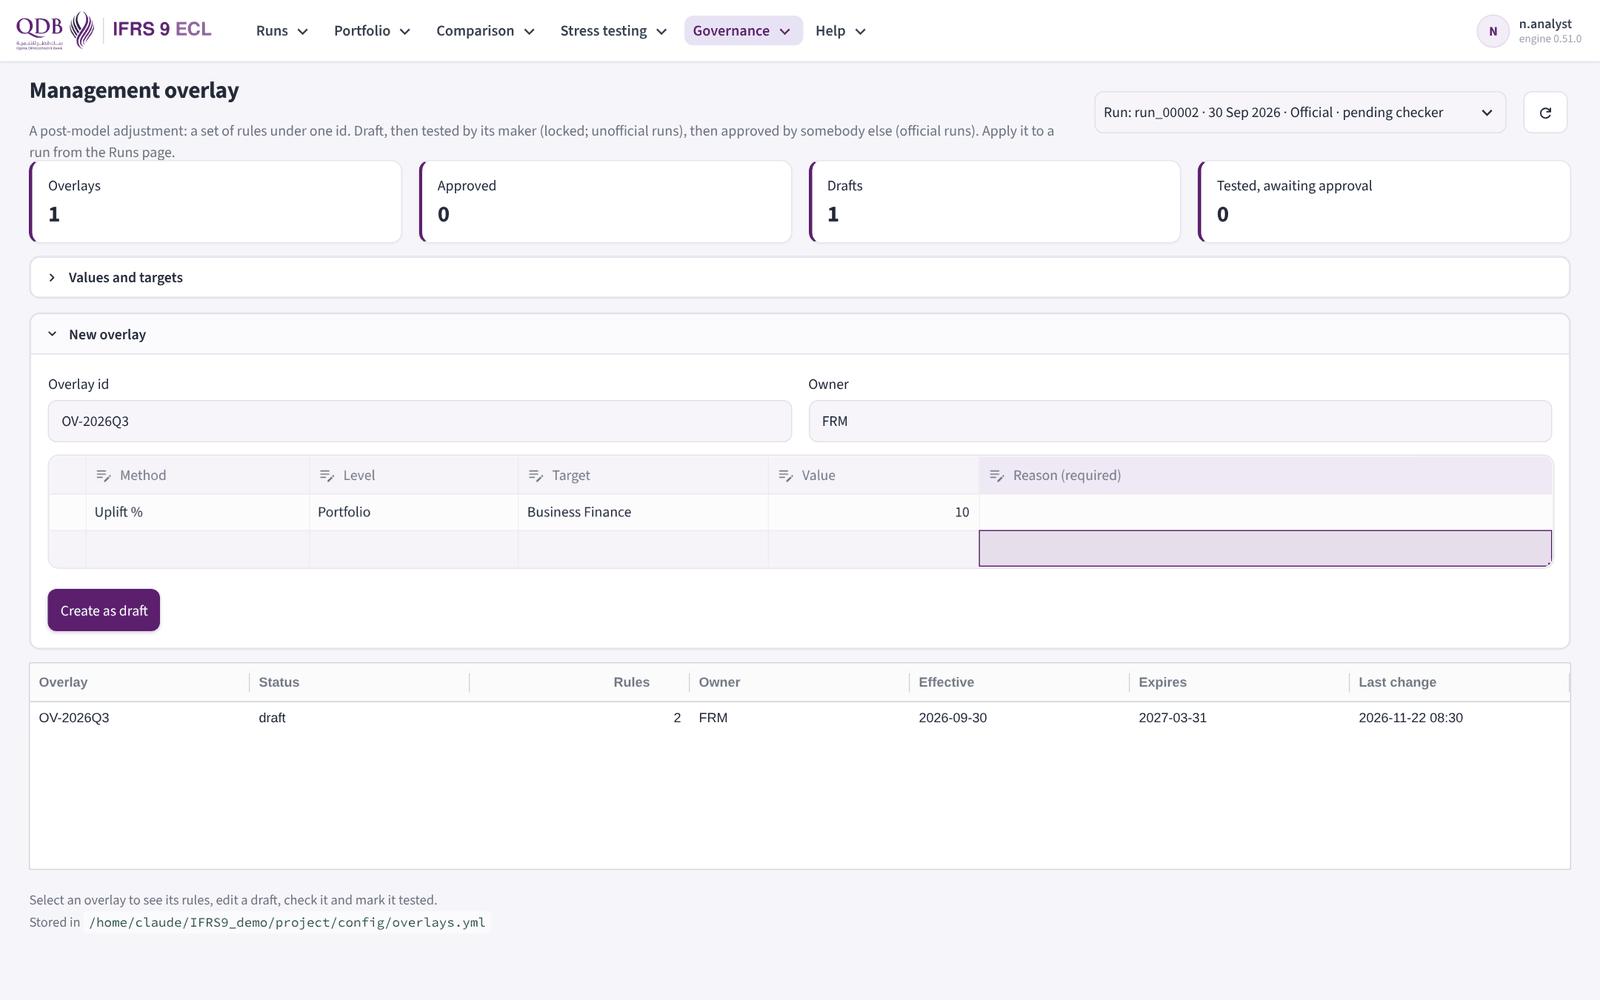 QDB
IFRS 9 ECL
Runs
Portfolio
Comparison
Stress testing
Governance
Help
N
n.analyst
engine 0.51.0
Management overlay
A post-model adjustment: a set of rules under one id. Draft, then tested by its maker (locked; unofficial runs), then approved by somebody else (official runs). Apply it to a
run from the Runs page.
Run: run_00002 · 30 Sep 2026 · Official · pending checker
Overlays
1
Approved
0
Drafts
1
Tested, awaiting approval
0
Values and targets
New overlay
Overlay id
Owner
OV-2026Q3
FRM
Method Level Target Value Reason (required)
Uplift % Portfolio Business Finance 10
Create as draft
Overlay Status Rules Owner Effective Expires Last change
OV-2026Q3 draft 2 FRM 2026-09-30 2027-03-31 2026-11-22 08:30
Select an overlay to see its rules, edit a draft, check it and mark it tested.
Stored in /home/claude/IFRS9_demo/project/config/overlays.yml